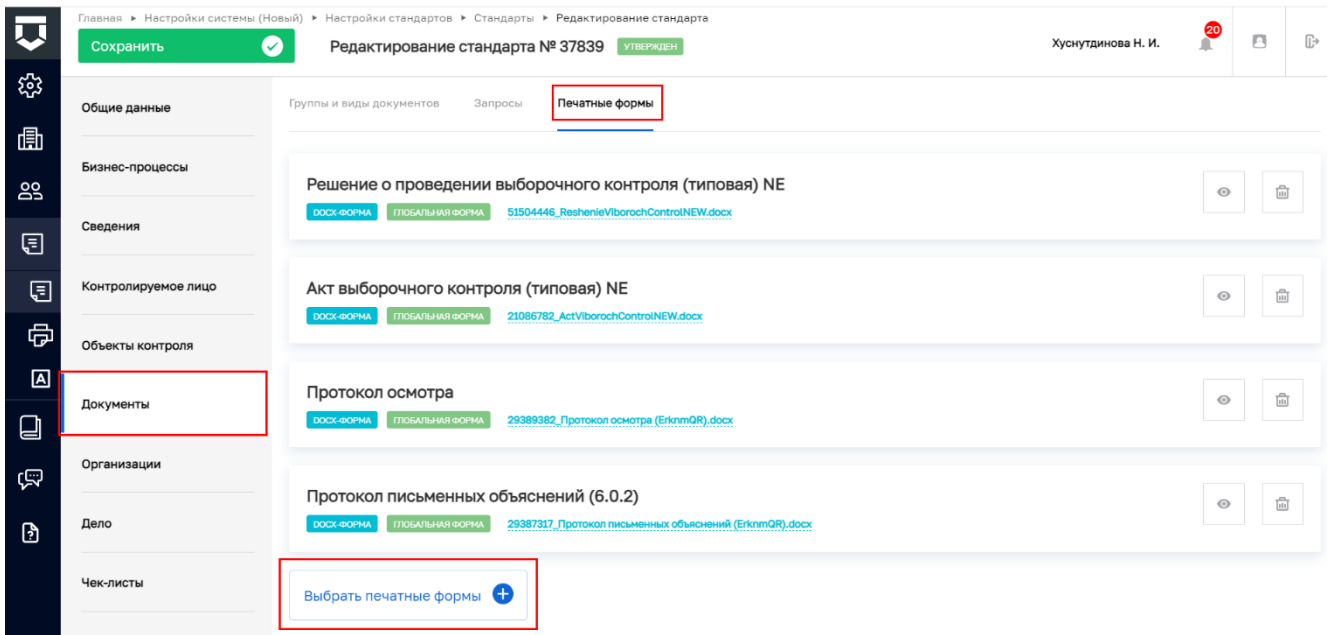 Главная ▸ Настройки системы (Новый) ▸ Настройки стандартов ▸ Стандарты ▸ Редактирование стандарта
Сохранить
Редактирование стандарта № 37839 УТВЕРЖДЕН
Хуснутдинова Н. И.
20
Общие данные
Бизнес-процессы
Сведения
Контролируемое лицо
Объекты контроля
Документы
Организации
Дело
Чек-листы
Группы и виды документов Запросы Печатные формы
Решение о проведении выборочного контроля (типовая) NE
DOCX-ФОРМА ГЛОБАЛЬНАЯ ФОРМА 51504446_ReshenieViborochControlNEW.docx
Акт выборочного контроля (типовая) NE
DOCX-ФОРМА ГЛОБАЛЬНАЯ ФОРМА 21086782_ActViborochControlNEW.docx
Протокол осмотра
DOCX-ФОРМА ГЛОБАЛЬНАЯ ФОРМА 29389382_Протокол осмотра (ErknmQR).docx
Протокол письменных объяснений (6.0.2)
DOCX-ФОРМА ГЛОБАЛЬНАЯ ФОРМА 29387317_Протокол письменных объяснений (ErknmQR).docx
Выбрать печатные формы